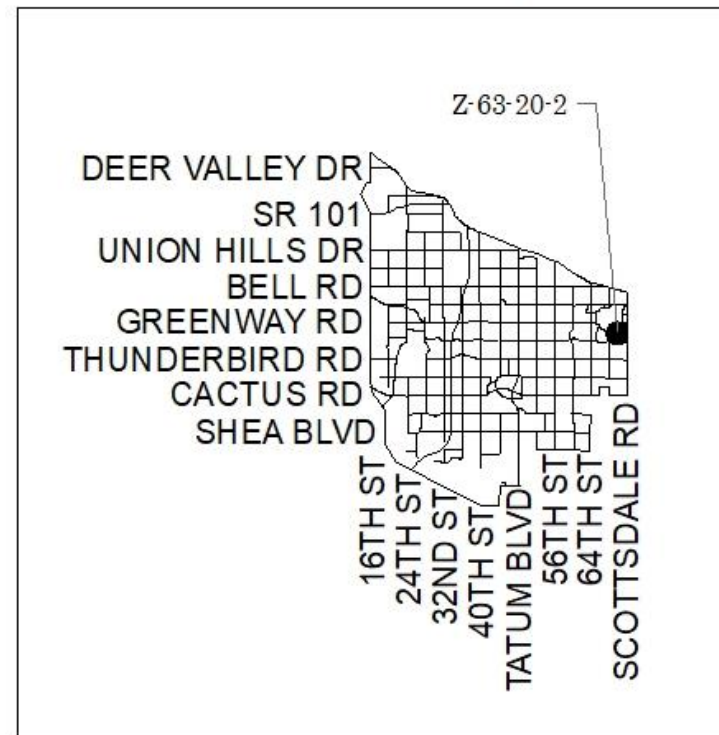 Z-63-20-2
DEER VALLEY DR
SR 101
UNION HILLS DR
BELL RD
GREENWAY RD
THUNDERBIRD RD
CACTUS RD
SHEA BLVD
16TH ST
24TH ST
32ND ST
40TH ST
TATUM BLVD
56TH ST
64TH ST
SCOTTSDALE RD